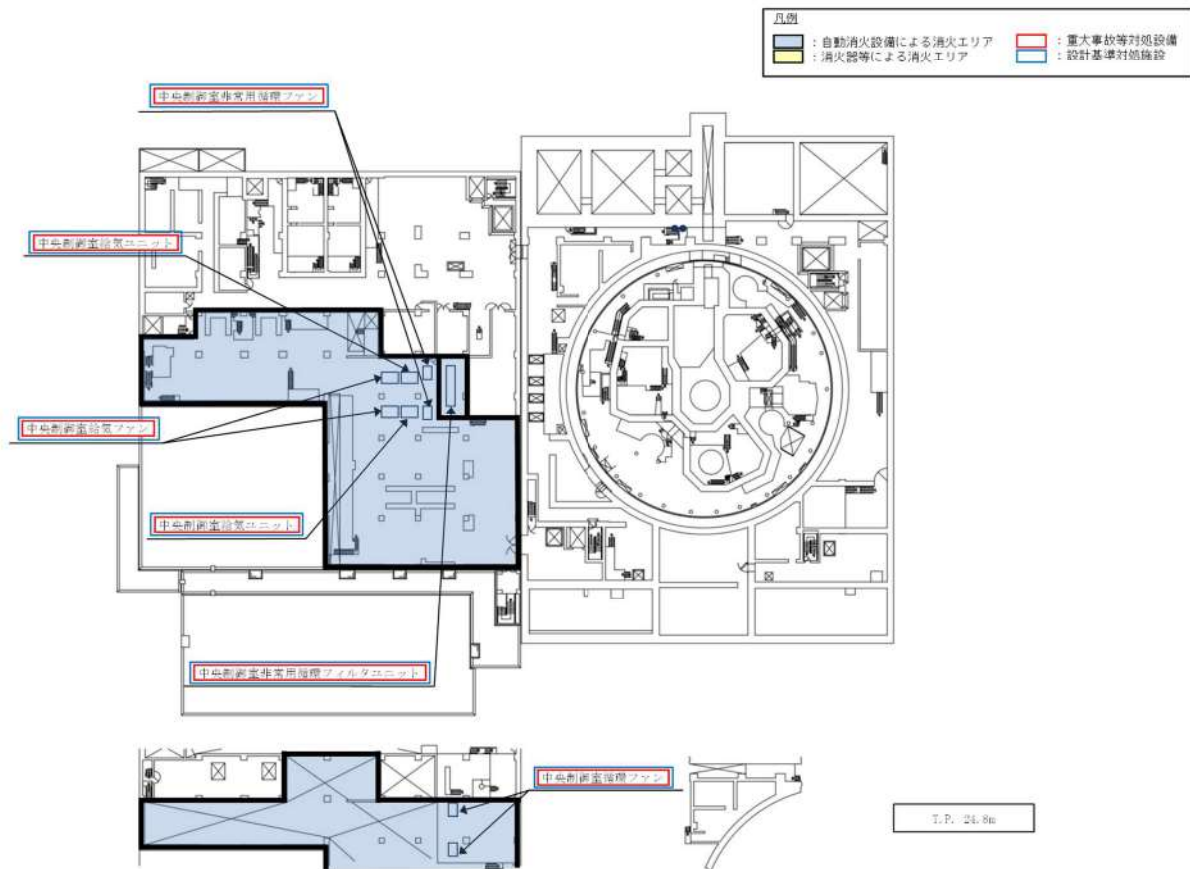 凡例
：自動消火設備による消火エリア
：重大事故等対処設備
：消火器等による消火エリア
：設計基準対処施設
中央制御室非常用循環ファン
中央制御室給気ユニット
中央制御室給気ファン
中央制御室給気ユニット
中央制御室非常用循環フィルタユニット
中央制御室循環ファン
T.P. 24.8m